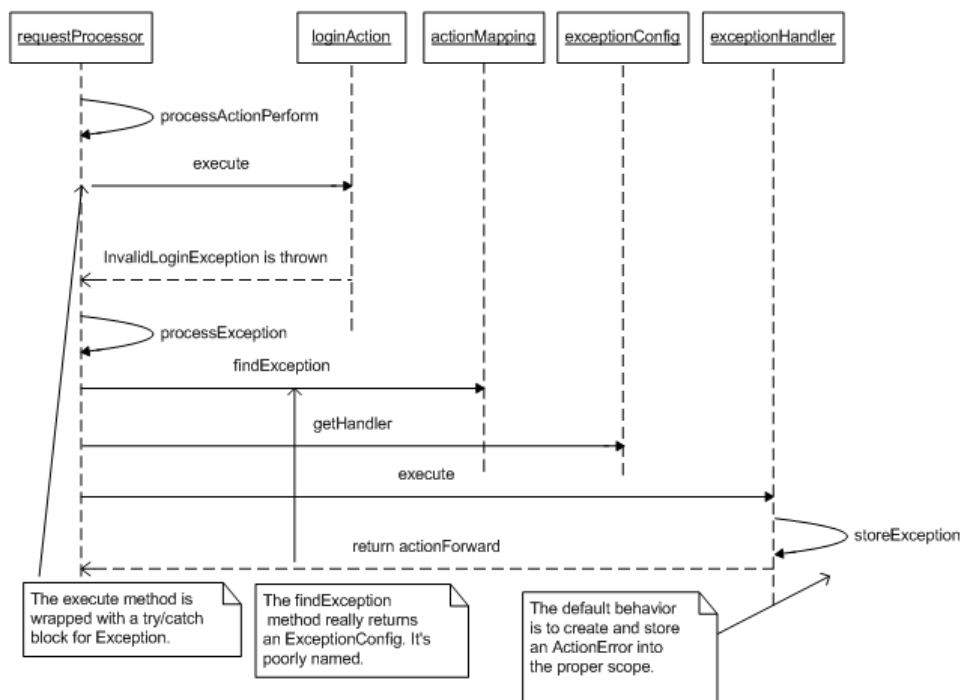 requestProcessor
loginAction
actionMapping
exceptionConfig
exceptionHandler
processActionPerform
execute
InvalidLoginException is thrown
processException
findException
getHandler
execute
storeException
return actionForward
The execute method is
wrapped with a try/catch
block for Exception.
The findException
method really returns
an ExceptionConfig. It's
poorly named.
The default behavior
is to create and store
an ActionError into
the proper scope.